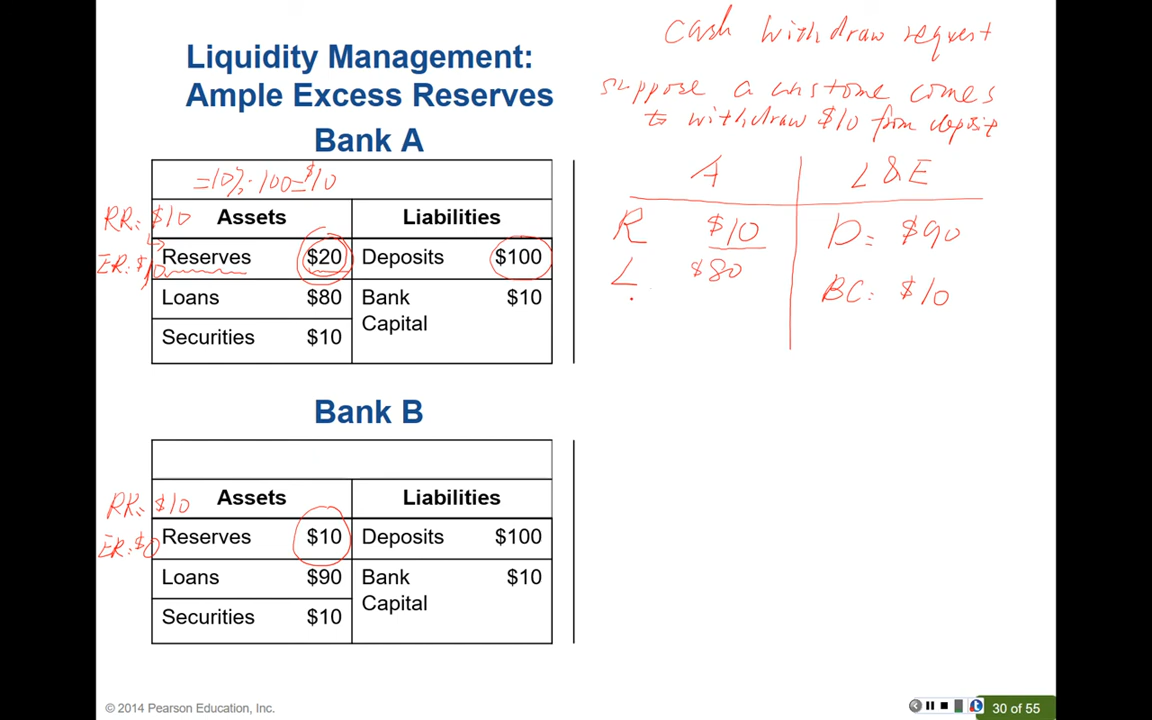 cash withdraw request
Liquidity Management:
Ample Excess Reserves
suppose a custome comes
to withdraw $10 from deposit
Bank A
=10%·100=$10
A L&E
RR: $10 Assets Liabilities
R $10 D: $90
ER: $10 Reserves $20 Deposits $100
L $80 BC: $10
Loans $80 Bank Capital $10
Securities $10
Bank B
RR: $10 Assets Liabilities
ER: $0 Reserves $10 Deposits $100
Loans $90 Bank Capital $10
Securities $10
© 2014 Pearson Education, Inc.
30 of 55